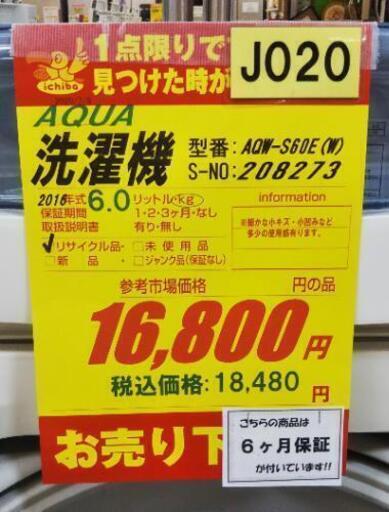 1点限りで
見つけた時が
J020
ichiba
AQUA
洗濯機
型番: AQW-S60E(W)
S-NO: 208273
2016年式 6.0 リットル・kg
保証期間 1・2・3ヶ月・なし
取扱説明書 有り・無し
リサイクル品・ 未使用品
新品・ ジャンク品(保証なし)
information
※細かな小キズ・小凹みなど
多少の使用感有ります。
参考市場価格 円の品
16,800円
税込価格:18,480円
お売り下
こちらの商品は
6ヶ月保証
が付いています!!